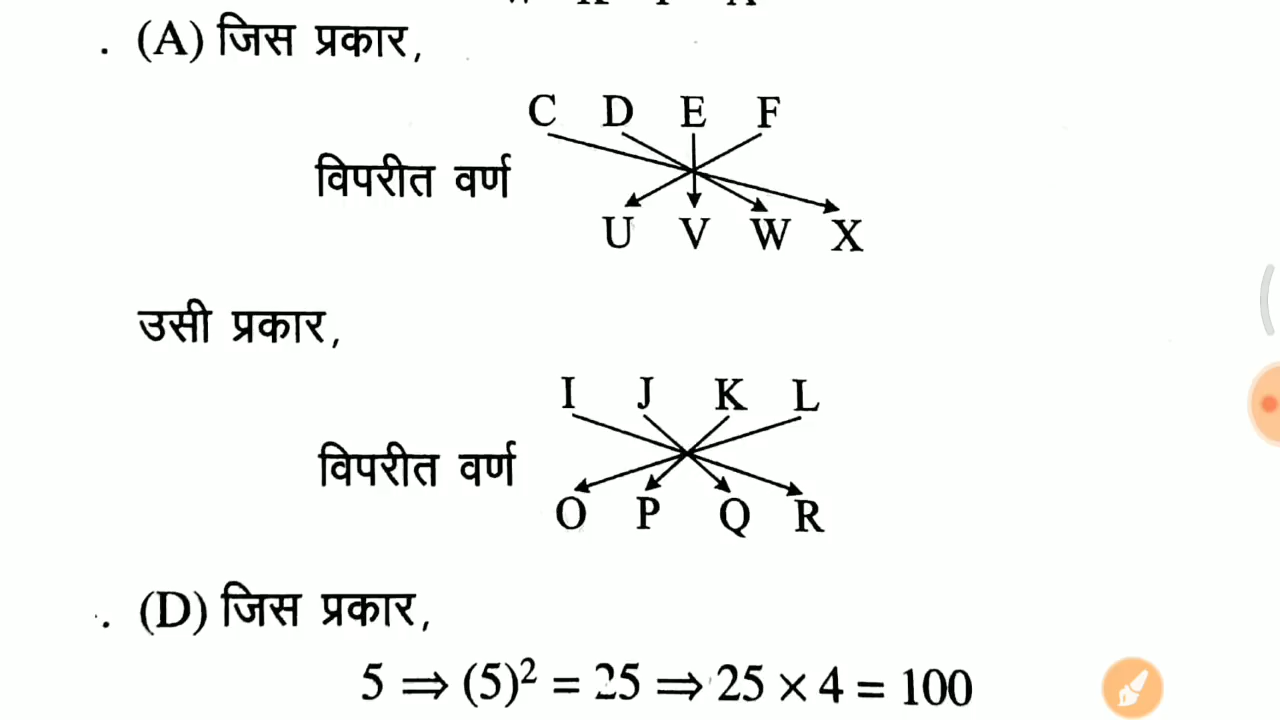 . (A) जिस प्रकार,
C D E F
विपरीत वर्ण
U V W X
उसी प्रकार,
I J K L
विपरीत वर्ण
O P Q R
. (D) जिस प्रकार,
5 ⇒ (5)² = 25 ⇒ 25 × 4 = 100